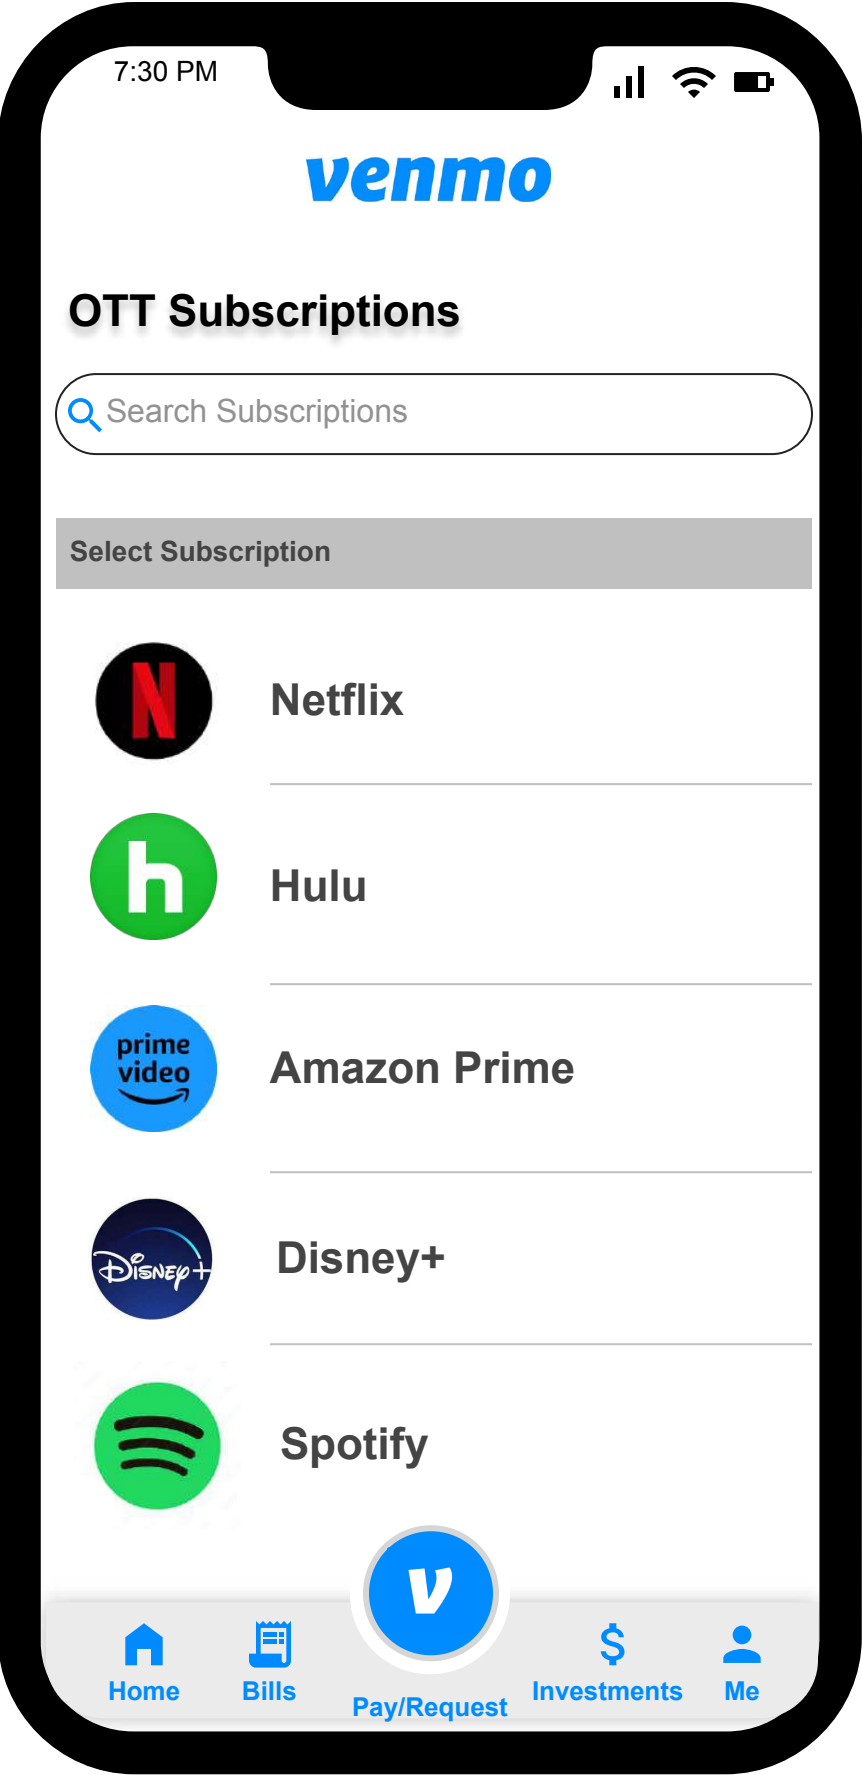 7:30 PM
venmo
OTT Subscriptions
Search Subscriptions
Select Subscription
N
Netflix
h
Hulu
prime
video
Amazon Prime
Disney+
Disney+
Spotify
v
Home
Bills
Pay/Request
$
Investments
Me